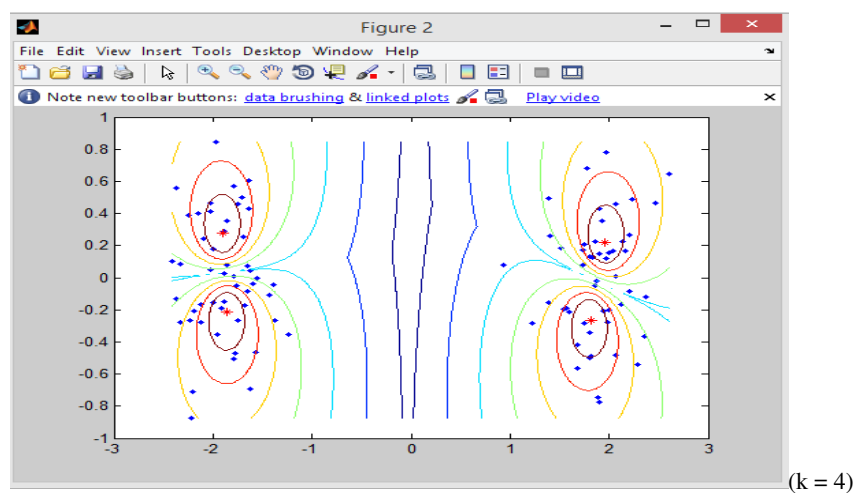 Figure 2
File Edit View Insert Tools Desktop Window Help
Note new toolbar buttons: data brushing & linked plots Play video
1
0.8
0.6
0.4
0.2
0
-0.2
-0.4
-0.6
-0.8
-1
-3 -2 -1 0 1 2 3
(k = 4)